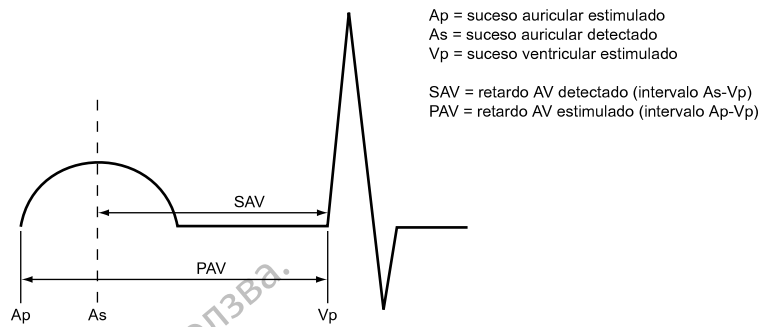 Ap = suceso auricular estimulado
As = suceso auricular detectado
Vp = suceso ventricular estimulado
SAV = retardo AV detectado (intervalo As-Vp)
PAV = retardo AV estimulado (intervalo Ap-Vp)
SAV
PAV
Ap As Vp